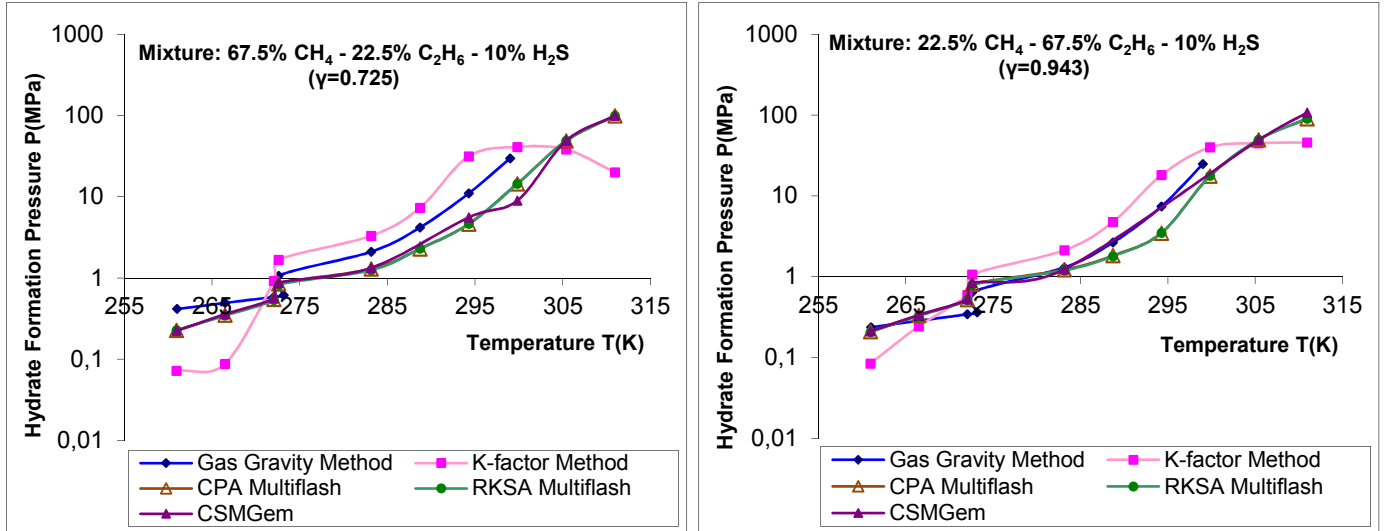 Hydrate Formation Pressure P(MPa)
1000
100
10
1
0,1
0,01
Mixture: 67.5% CH₄ - 22.5% C₂H₆ - 10% H₂S
(γ=0.725)
255
265
275
285
295
305
315
Temperature T(K)
Gas Gravity Method
K-factor Method
CPA Multiflash
RKSA Multiflash
CSMGem
Hydrate Formation Pressure P(MPa)
1000
100
10
1
0,1
0,01
Mixture: 22.5% CH₄ - 67.5% C₂H₆ - 10% H₂S
(γ=0.943)
255
265
275
285
295
305
315
Temperature T(K)
Gas Gravity Method
K-factor Method
CPA Multiflash
RKSA Multiflash
CSMGem